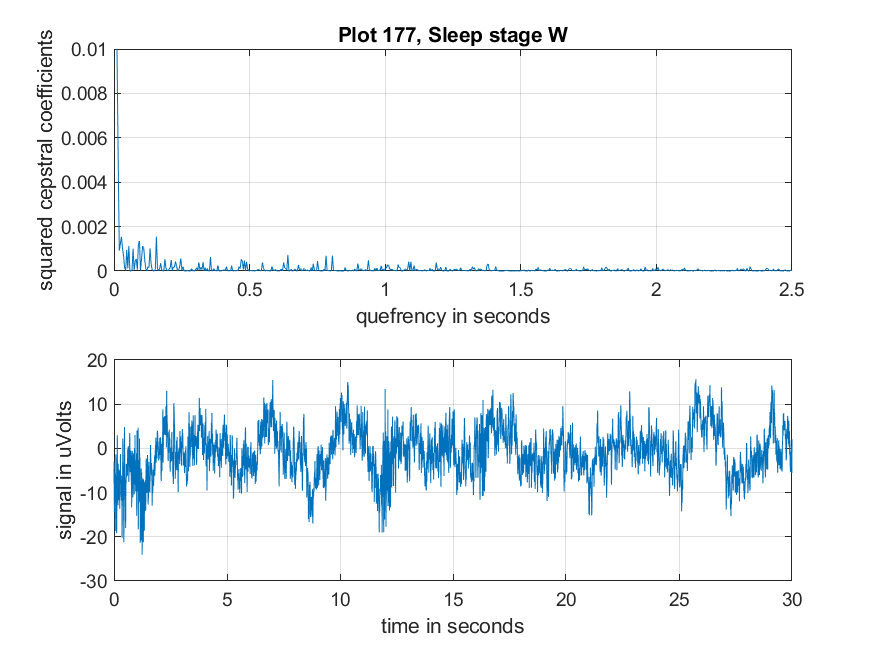 Plot 177, Sleep stage W
squared cepstral coefficients
0.01
0.008
0.006
0.004
0.002
0
0 0.5 1 1.5 2 2.5
quefrency in seconds
signal in uVolts
20
10
0
-10
-20
-30
0 5 10 15 20 25 30
time in seconds